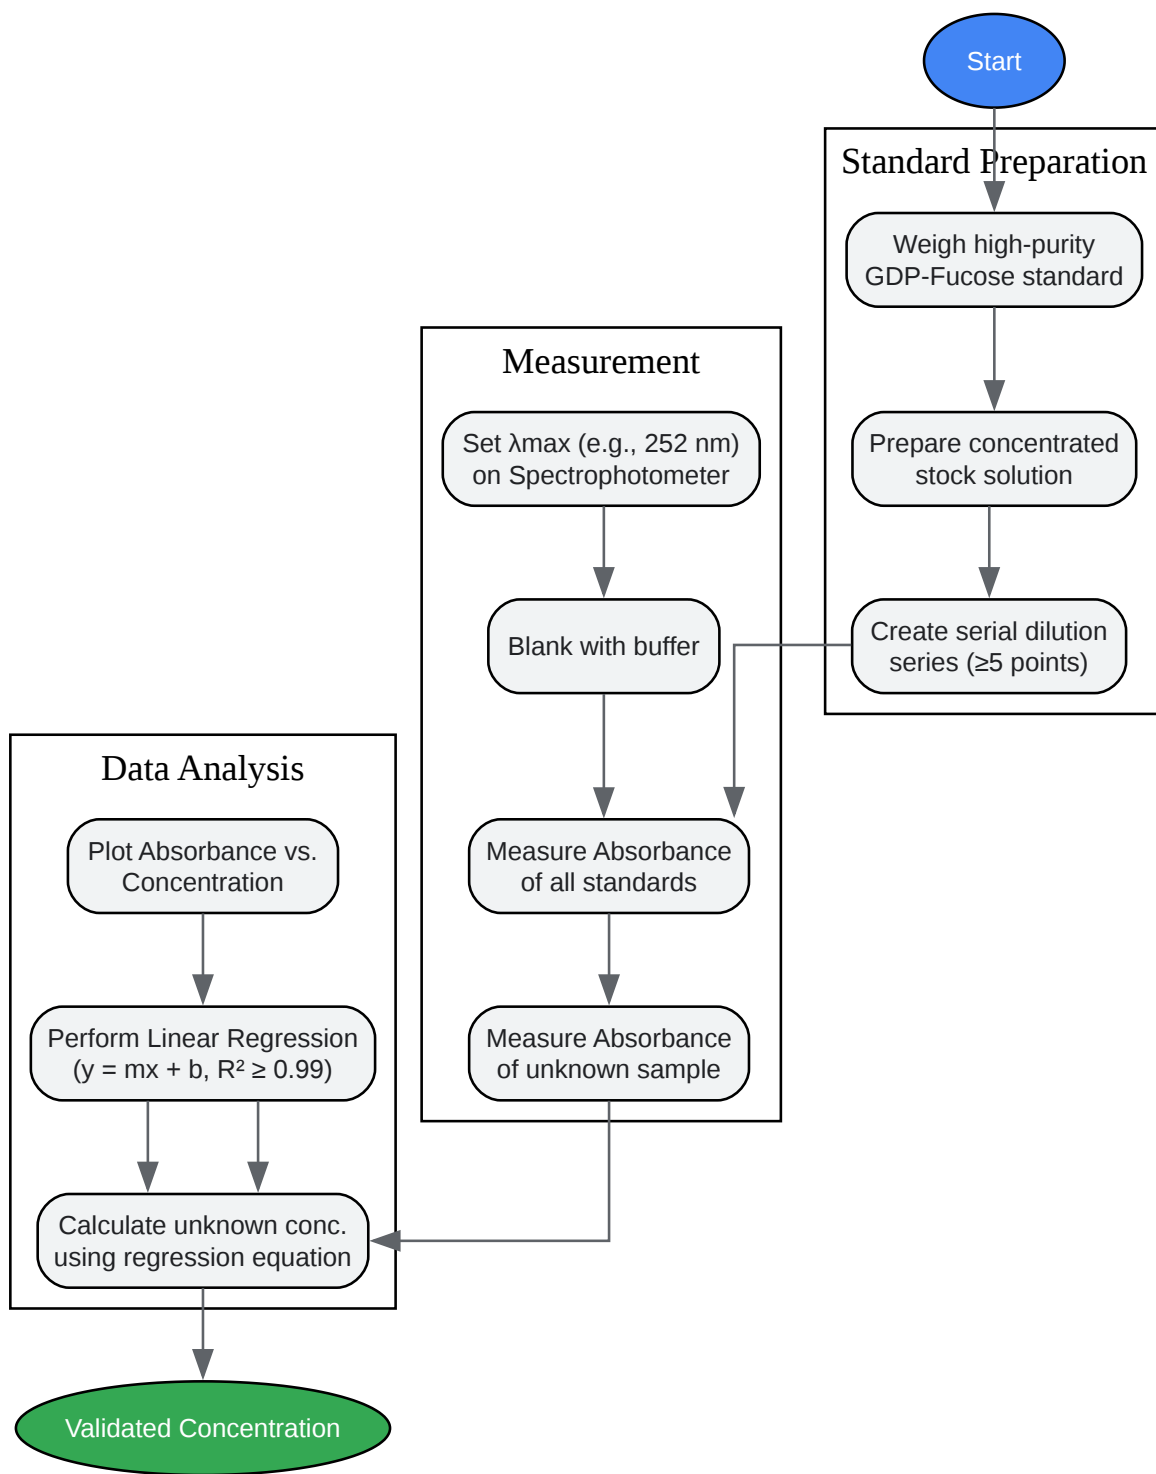 Start
Standard Preparation
Weigh high-purity
GDP-Fucose standard
Prepare concentrated
stock solution
Create serial dilution
series (≥5 points)
Measurement
Set λmax (e.g., 252 nm)
on Spectrophotometer
Blank with buffer
Measure Absorbance
of all standards
Measure Absorbance
of unknown sample
Data Analysis
Plot Absorbance vs.
Concentration
Perform Linear Regression
(y = mx + b, R² ≥ 0.99)
Calculate unknown conc.
using regression equation
Validated Concentration